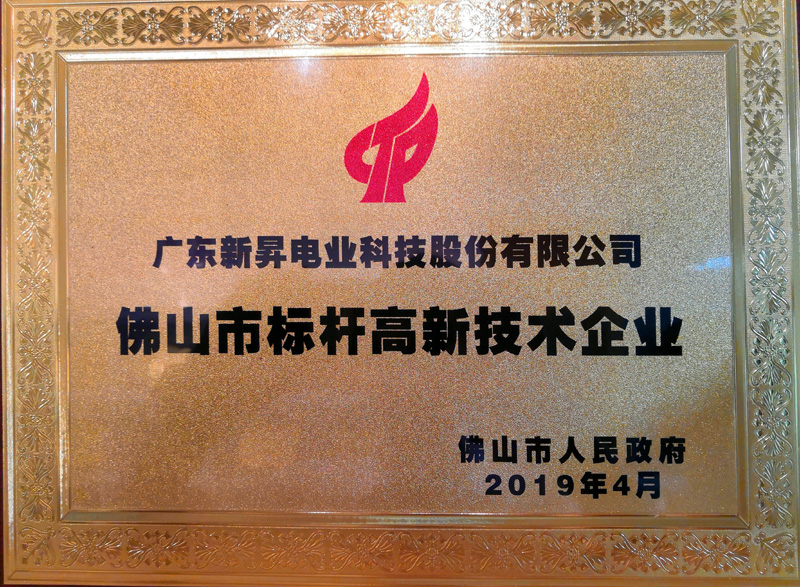 广东新昇电业科技股份有限公司
佛山市标杆高新技术企业
佛山市人民政府
2019年4月